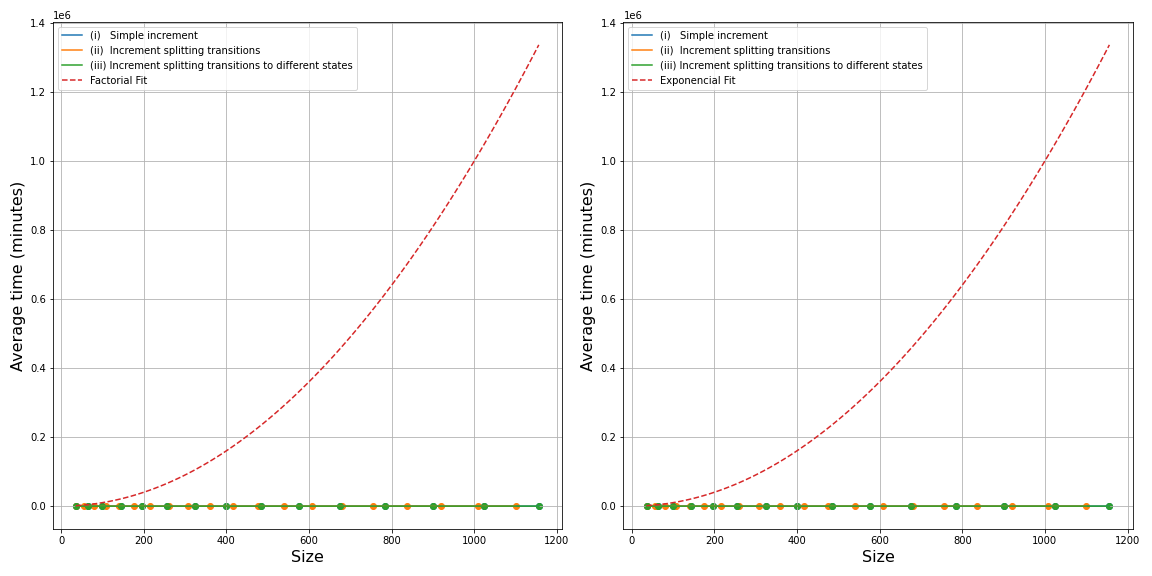 1e6
(i) Simple increment
(ii) Increment splitting transitions
(iii) Increment splitting transitions to different states
Factorial Fit
1.4
1.2
1.0
0.8
0.6
0.4
0.2
0.0
Average time (minutes)
0 200 400 600 800 1000 1200
Size
1e6
(i) Simple increment
(ii) Increment splitting transitions
(iii) Increment splitting transitions to different states
Exponencial Fit
1.4
1.2
1.0
0.8
0.6
0.4
0.2
0.0
Average time (minutes)
0 200 400 600 800 1000 1200
Size